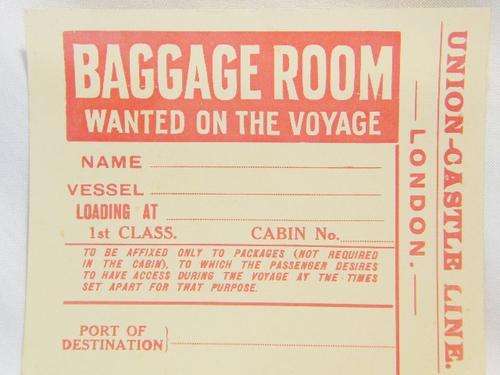 BAGGAGE ROOM
WANTED ON THE VOYAGE
NAME
VESSEL
LOADING AT
1st CLASS. CABIN No.
TO BE AFFIXED ONLY TO PACKAGES (NOT REQUIRED
IN THE CABIN), TO WHICH THE PASSENGER DESIRES
TO HAVE ACCESS DURING THE VOYAGE AT THE TIMES
SET APART FOR THAT PURPOSE.
PORT OF
DESTINATION
UNION-CASTLE LINE.
LONDON.